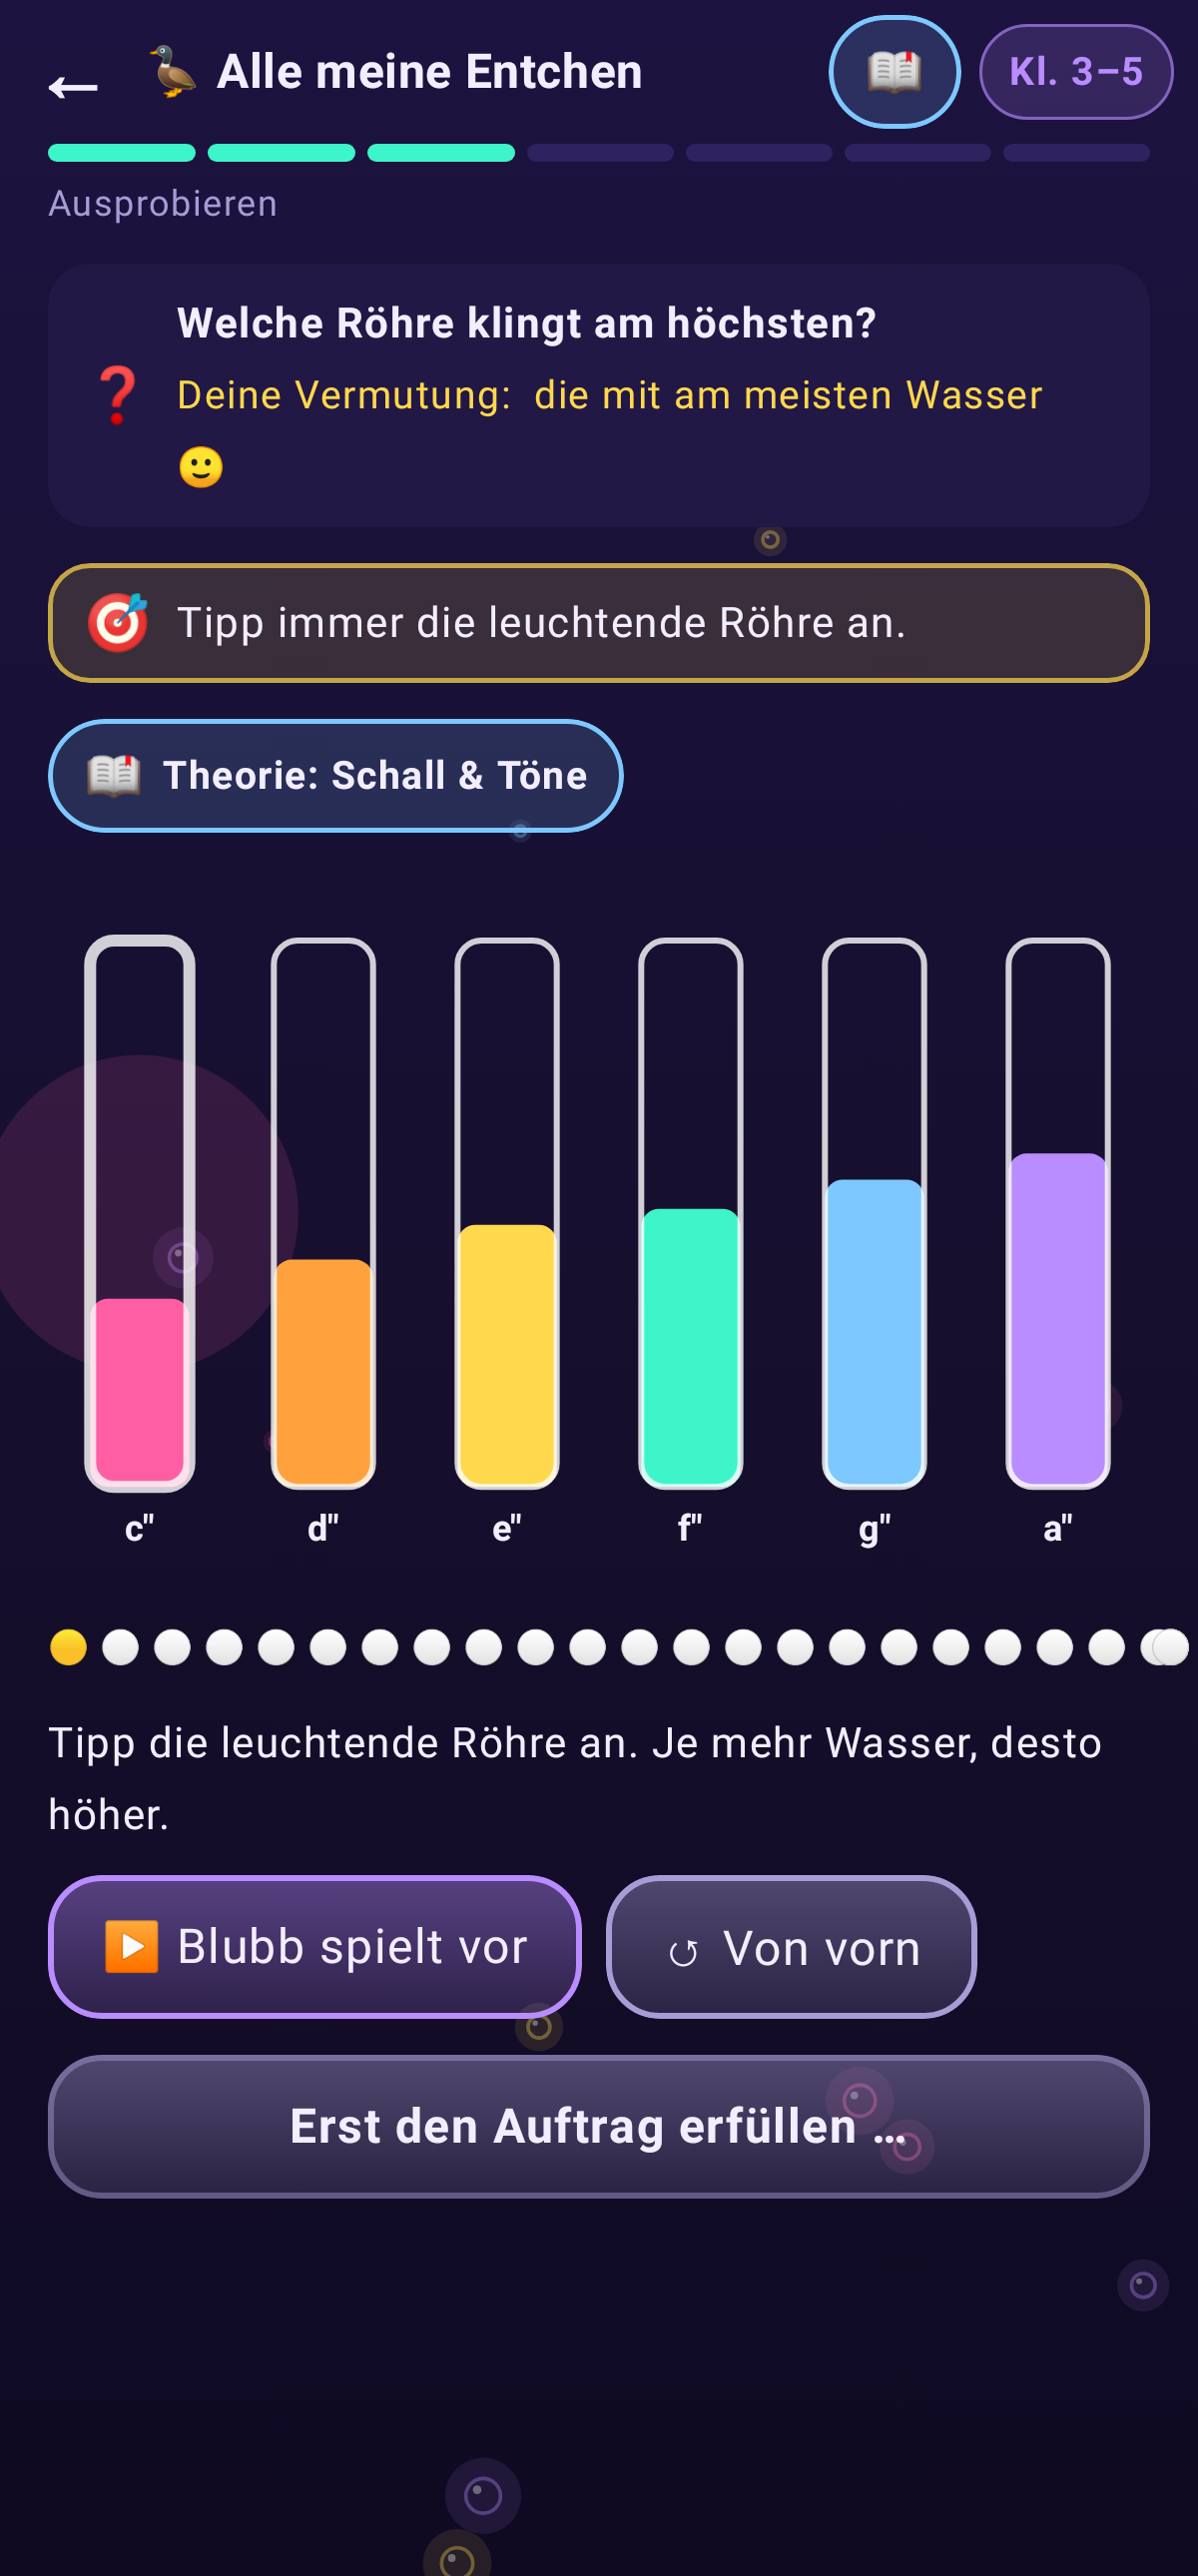 ← 🦆 Alle meine Entchen 📖 Kl. 3–5
Ausprobieren
Welche Röhre klingt am höchsten?
❓ Deine Vermutung: die mit am meisten Wasser
🙂
🎯 Tipp immer die leuchtende Röhre an.
📖 Theorie: Schall & Töne
c" d" e" f" g" a"
Tipp die leuchtende Röhre an. Je mehr Wasser, desto
höher.
▶️ Blubb spielt vor ↺ Von vorn
Erst den Auftrag erfüllen …